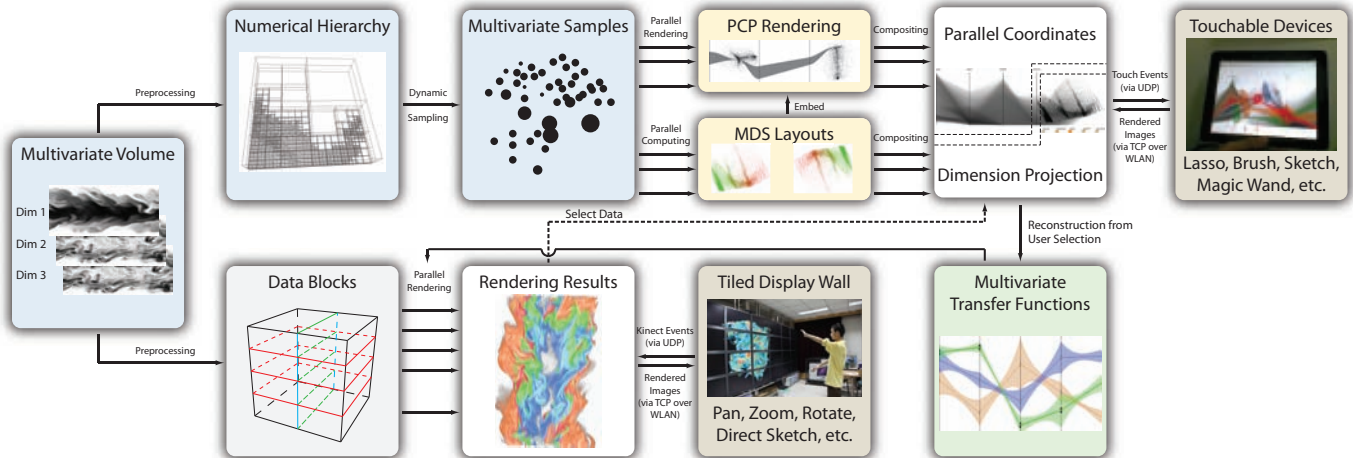 Numerical Hierarchy
Multivariate Samples
Parallel
Rendering
PCP Rendering
Compositing
Parallel Coordinates
Touchable Devices
Preprocessing
Dynamic
Sampling
Embed
Touch Events
(via UDP)
Rendered
Images
(via TCP over
WLAN)
Multivariate Volume
Dim 1
Dim 2
Dim 3
Parallel
Computing
MDS Layouts
Compositing
Dimension Projection
Lasso, Brush, Sketch,
Magic Wand, etc.
Select Data
Reconstruction from
User Selection
Data Blocks
Parallel
Rendering
Rendering Results
Tiled Display Wall
Multivariate
Transfer Functions
Preprocessing
Kinect Events
(via UDP)
Rendered
Images
(via TCP over
WLAN)
Pan, Zoom, Rotate,
Direct Sketch, etc.